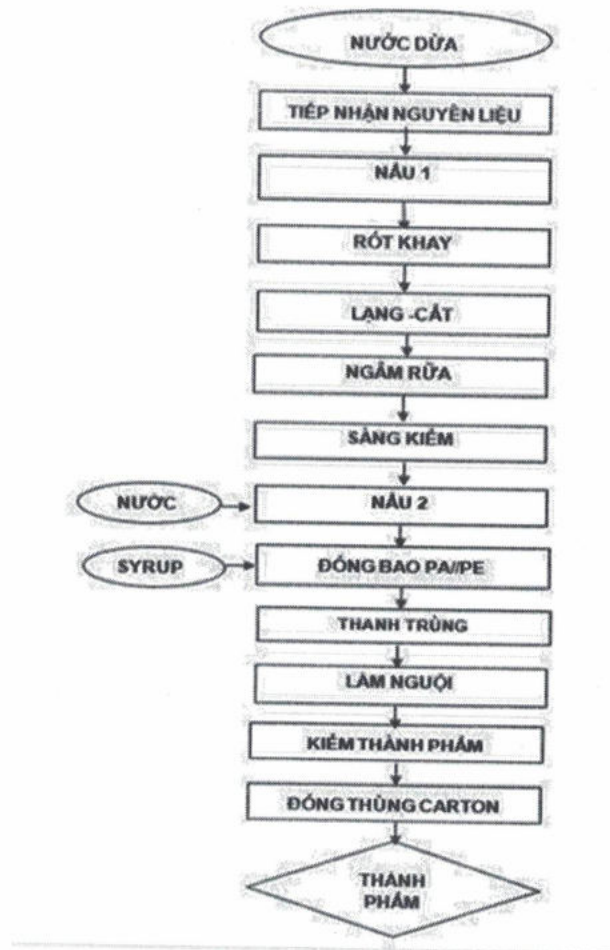 NƯỚC DỪA
TIẾP NHẬN NGUYÊN LIỆU
NẤU 1
RÓT KHAY
LẠNG -CẮT
NGÂM RỮA
SÀNG KIỂM
NƯỚC
NẤU 2
SYRUP
ĐÓNG BAO PA//PE
THANH TRÙNG
LÀM NGUỘI
KIỂM THÀNH PHẨM
ĐÓNG THÙNG CARTON
THÀNH
PHẨM